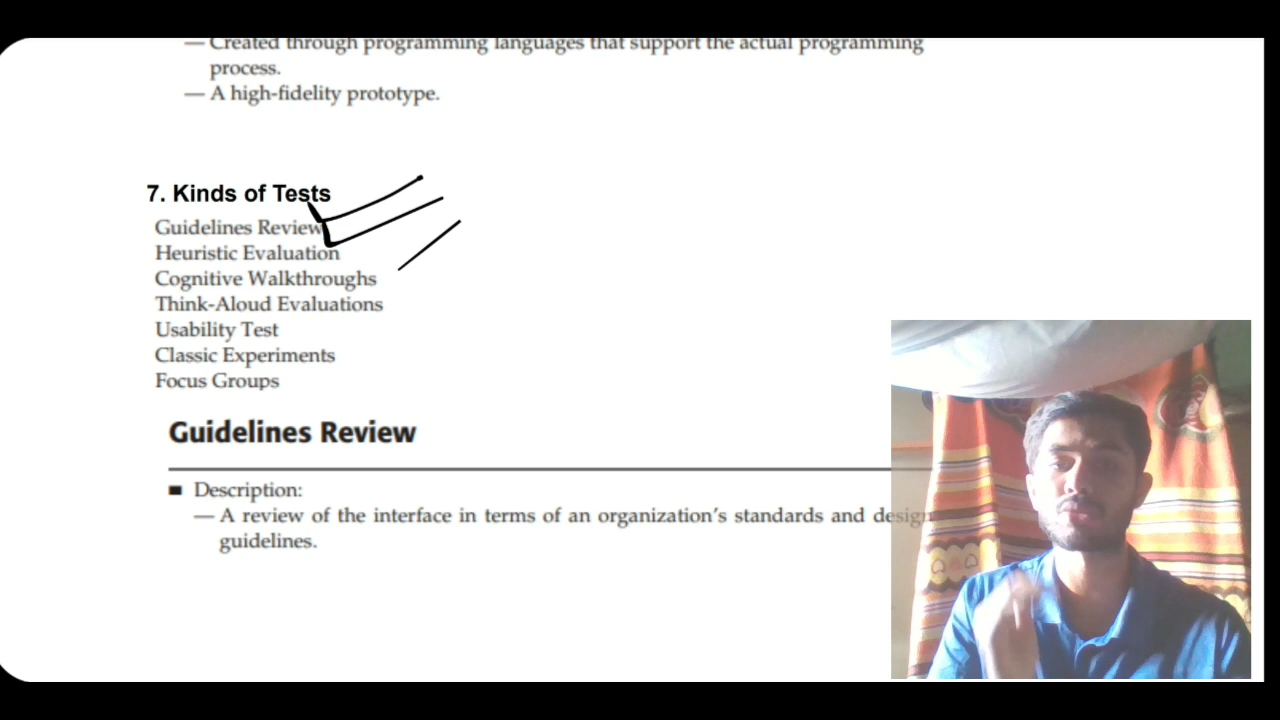 — Created through programming languages that support the actual programming
process.
— A high-fidelity prototype.
7. Kinds of Tests
Guidelines Review
Heuristic Evaluation
Cognitive Walkthroughs
Think-Aloud Evaluations
Usability Test
Classic Experiments
Focus Groups
Guidelines Review
■ Description:
— A review of the interface in terms of an organization's standards and design
guidelines.